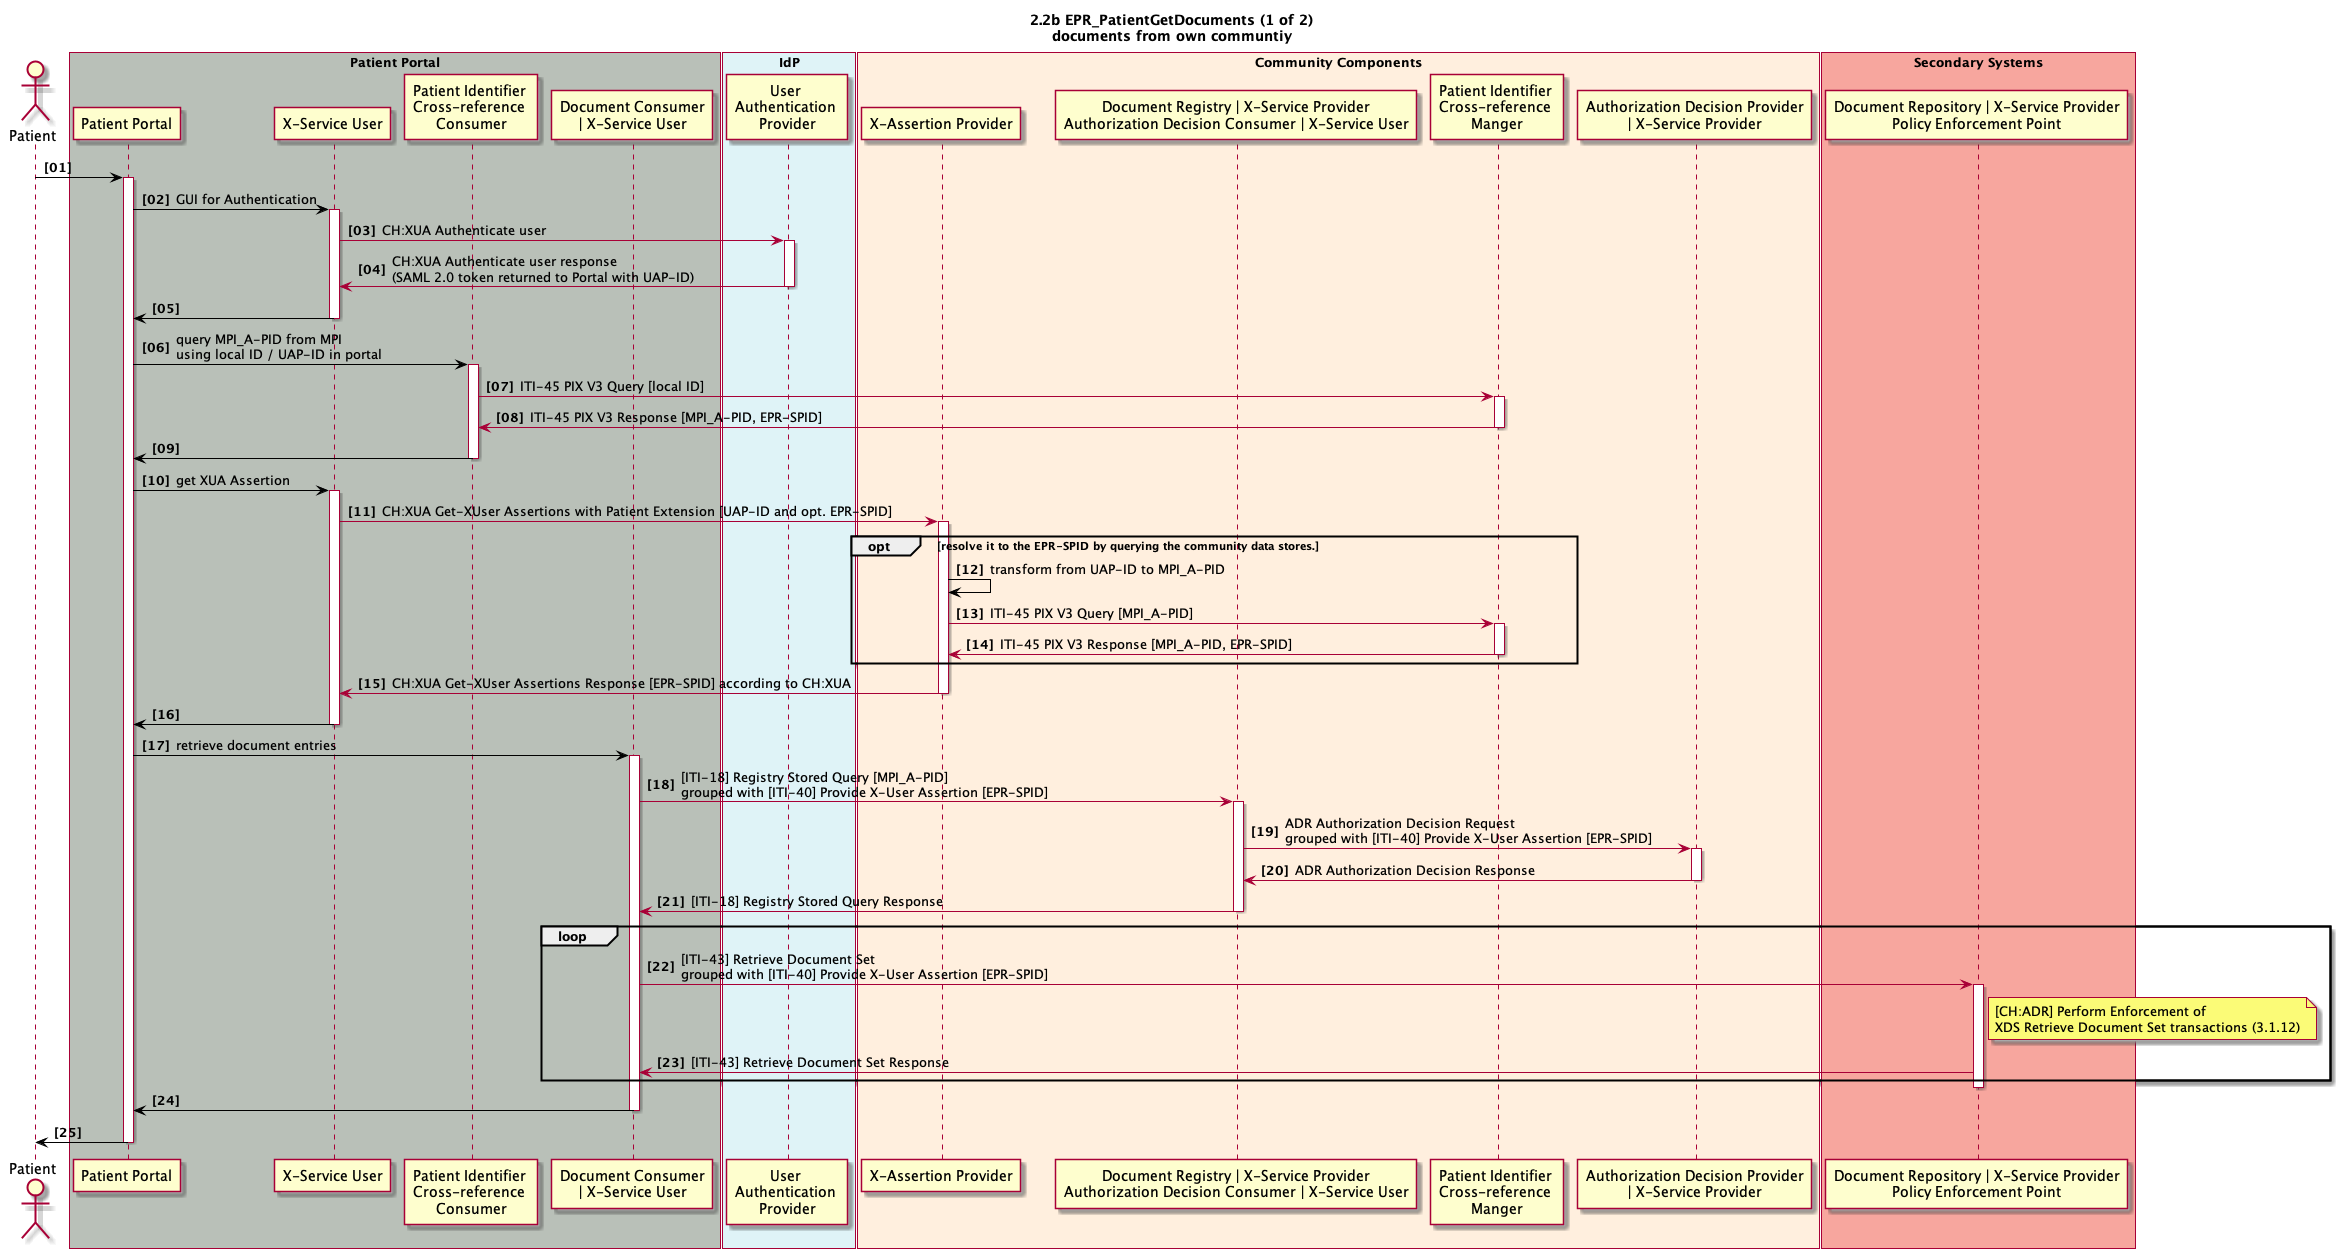 2.2b EPR_PatientGetDocuments (1 of 2)
documents from own communtiy
Patient Portal
IdP
Community Components
Secondary Systems
Patient
Patient Portal
X-Service User
Patient Identifier
Cross-reference
Consumer
Document Consumer
| X-Service User
User
Authentication
Provider
X-Assertion Provider
Document Registry | X-Service Provider
Authorization Decision Consumer | X-Service User
Patient Identifier
Cross-reference
Manger
Authorization Decision Provider
| X-Service Provider
Document Repository | X-Service Provider
Policy Enforcement Point
[01]
[02] GUI for Authentication
[03] CH:XUA Authenticate user
[04] CH:XUA Authenticate user response
(SAML 2.0 token returned to Portal with UAP-ID)
[05]
[06] query MPI_A-PID from MPI
using local ID / UAP-ID in portal
[07] ITI-45 PIX V3 Query [local ID]
[08] ITI-45 PIX V3 Response [MPI_A-PID, EPR-SPID]
[09]
[10] get XUA Assertion
[11] CH:XUA Get-XUser Assertions with Patient Extension [UAP-ID and opt. EPR-SPID]
opt [resolve it to the EPR-SPID by querying the community data stores.]
[12] transform from UAP-ID to MPI_A-PID
[13] ITI-45 PIX V3 Query [MPI_A-PID]
[14] ITI-45 PIX V3 Response [MPI_A-PID, EPR-SPID]
[15] CH:XUA Get-XUser Assertions Response [EPR-SPID] according to CH:XUA
[16]
[17] retrieve document entries
[18] [ITI-18] Registry Stored Query [MPI_A-PID]
grouped with [ITI-40] Provide X-User Assertion [EPR-SPID]
[19] ADR Authorization Decision Request
grouped with [ITI-40] Provide X-User Assertion [EPR-SPID]
[20] ADR Authorization Decision Response
[21] [ITI-18] Registry Stored Query Response
loop
[22] [ITI-43] Retrieve Document Set
grouped with [ITI-40] Provide X-User Assertion [EPR-SPID]
[CH:ADR] Perform Enforcement of
XDS Retrieve Document Set transactions (3.1.12)
[23] [ITI-43] Retrieve Document Set Response
[24]
[25]
Patient
Patient Portal
X-Service User
Patient Identifier
Cross-reference
Consumer
Document Consumer
| X-Service User
User
Authentication
Provider
X-Assertion Provider
Document Registry | X-Service Provider
Authorization Decision Consumer | X-Service User
Patient Identifier
Cross-reference
Manger
Authorization Decision Provider
| X-Service Provider
Document Repository | X-Service Provider
Policy Enforcement Point